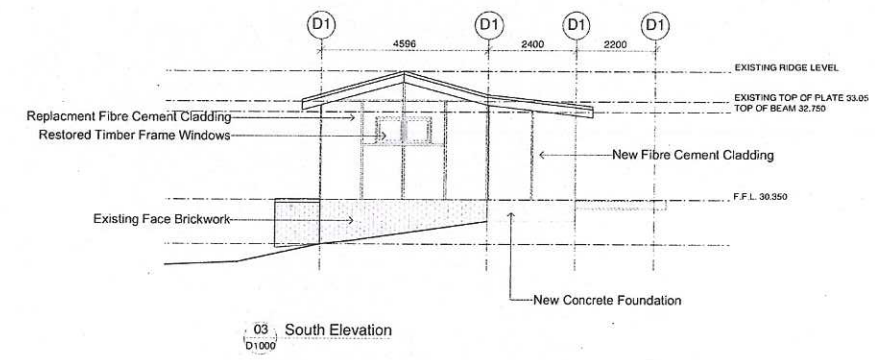 D1 D1 D1 D1
4596 2400 2200
EXISTING RIDGE LEVEL
EXISTING TOP OF PLATE 33.05
TOP OF BEAM 32.750
Replacment Fibre Cement Cladding
Restored Timber Frame Windows
New Fibre Cement Cladding
F.F.L. 30.350
Existing Face Brickwork
New Concrete Foundation
03 South Elevation
D1000